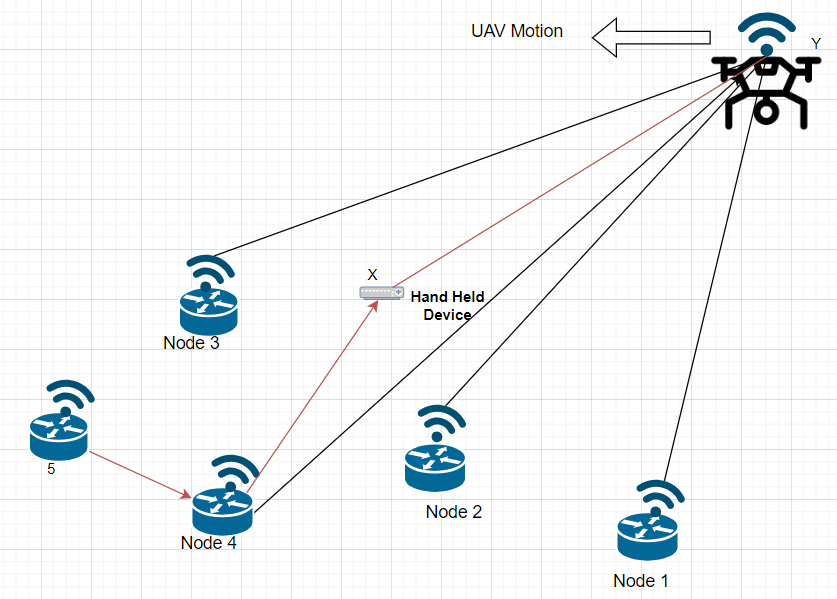 UAV Motion
Y
X
Hand Held
Device
Node 3
5
Node 4
Node 2
Node 1